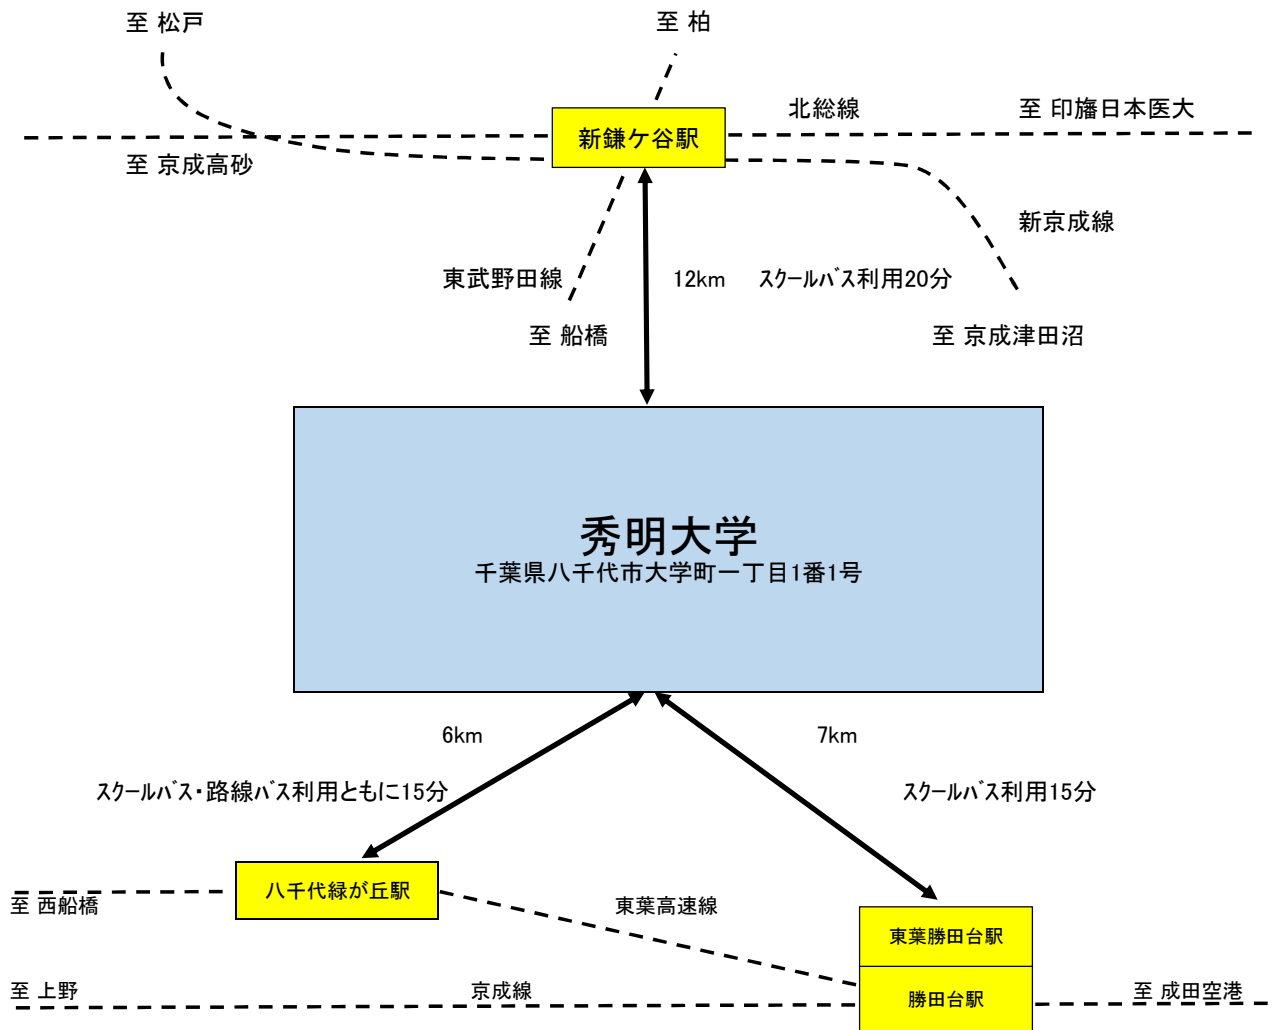 至 松戸
至 柏
北総線
至 印旛日本医大
新鎌ケ谷駅
至 京成高砂
新京成線
東武野田線
12km スクールバス利用20分
至 船橋
至 京成津田沼
秀明大学
千葉県八千代市大学町一丁目1番1号
6km
7km
スクールバス・路線バス利用ともに15分
スクールバス利用15分
八千代緑が丘駅
至 西船橋
東葉高速線
東葉勝田台駅
至 上野
京成線
勝田台駅
至 成田空港